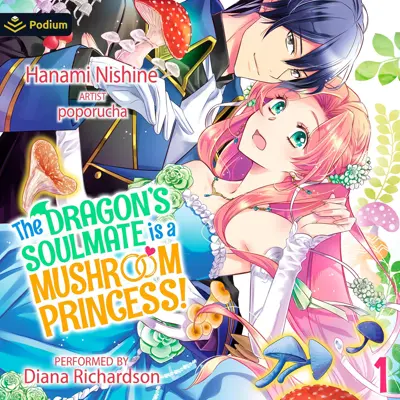 Podium
Hanami Nishine
ARTIST
poporucha
The DRAGON'S
SOULMATE is a
MUSHROOM
PRINCESS!
PERFORMED BY
Diana Richardson
1